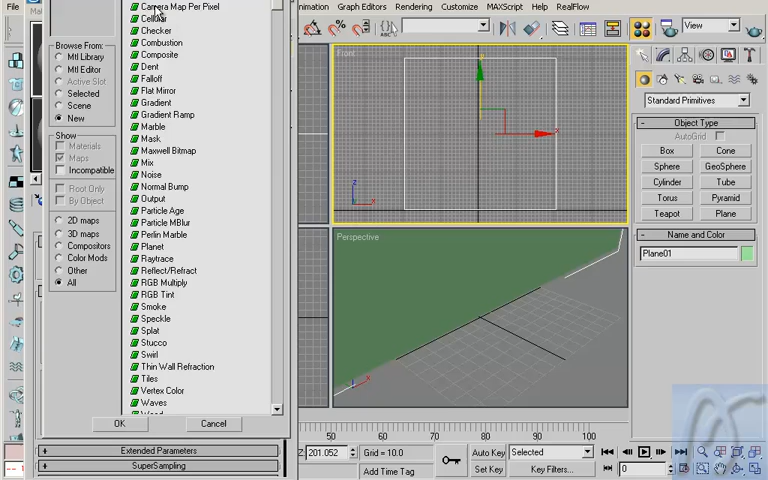 File
nimation Graph Editors Rendering Customize MAXScript Help RealFlow
View
Camera Map Per Pixel
Cellular
Checker
Combustion
Composite
Dent
Falloff
Flat Mirror
Gradient
Gradient Ramp
Marble
Mask
Maxwell Bitmap
Mix
Noise
Normal Bump
Output
Particle Age
Particle MBlur
Perlin Marble
Planet
Raytrace
Reflect/Refract
RGB Multiply
RGB Tint
Smoke
Speckle
Splat
Stucco
Swirl
Thin Wall Refraction
Tiles
Vertex Color
Waves
Wood
Browse From:
Mtl Library
Mtl Editor
Active Slot
Selected
Scene
New
Show
Materials
Maps
Incompatible
Root Only
By Object
2D maps
3D maps
Compositors
Color Mods
Other
All
OK Cancel
Extended Parameters
SuperSampling
Front
z
x
Perspective
Standard Primitives
Object Type
AutoGrid
Box Cone
Sphere GeoSphere
Cylinder Tube
Torus Pyramid
Teapot Plane
Name and Color
Plane01
50 60 70 80 90 100
Z: 201.052 Grid = 10.0 Auto Key Selected
Add Time Tag Set Key Key Filters... 0